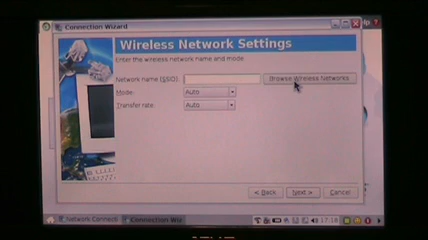 Connection Wizard
Wireless Network Settings
Enter the wireless network name and mode.
Network name (SSID):
Browse Wireless Networks
Mode:
Auto
Transfer rate:
Auto
< Back
Next >
Cancel
Network Connecti
Connection Wiz
17:18